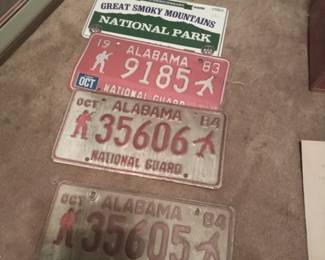 GREAT SMOKY MOUNTAINS
NATIONAL PARK
19 ALABAMA 83
9185
OCT
NATIONAL GUARD
OCT ALABAMA 84
35606
NATIONAL GUARD
OCT ALABAMA 84
35605